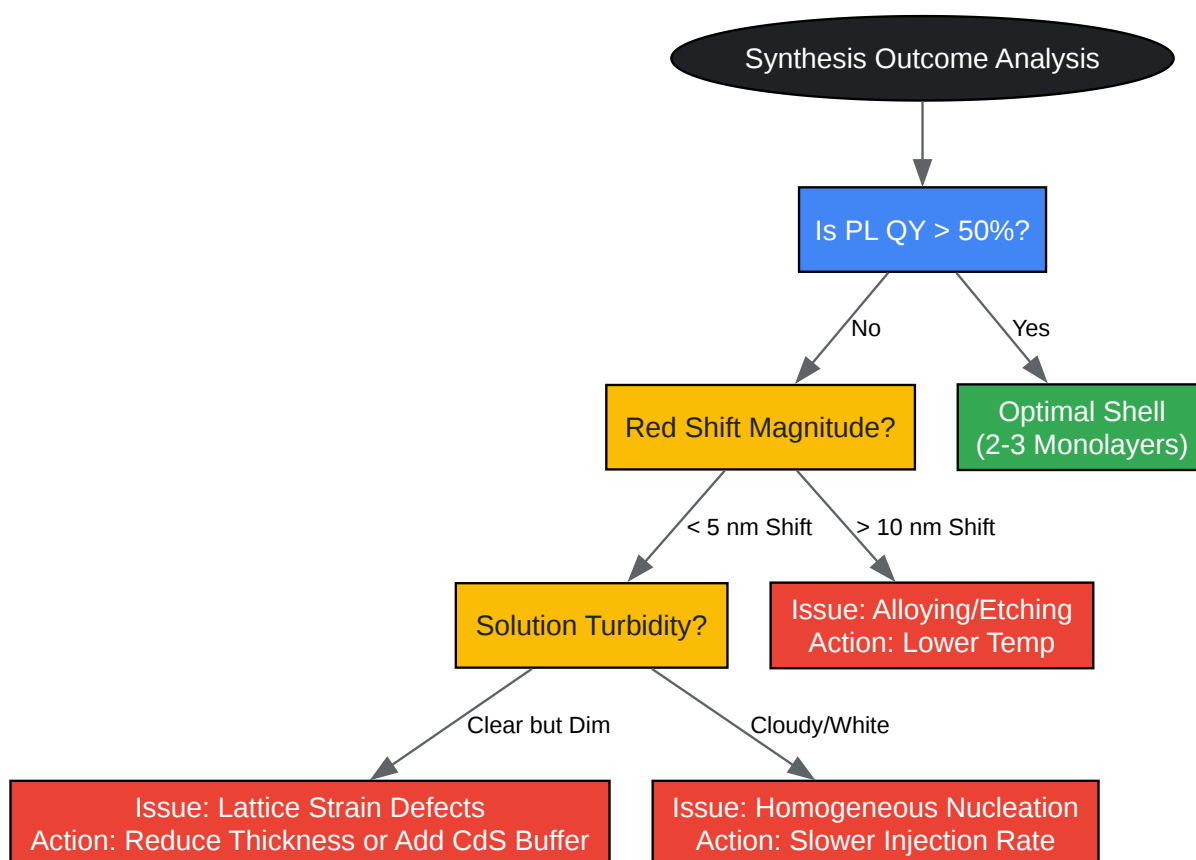 Synthesis Outcome Analysis
Is PL QY > 50%?
No
Yes
Red Shift Magnitude?
Optimal Shell
(2-3 Monolayers)
< 5 nm Shift
> 10 nm Shift
Solution Turbidity?
Issue: Alloying/Etching
Action: Lower Temp
Clear but Dim
Cloudy/White
Issue: Lattice Strain Defects
Action: Reduce Thickness or Add CdS Buffer
Issue: Homogeneous Nucleation
Action: Slower Injection Rate